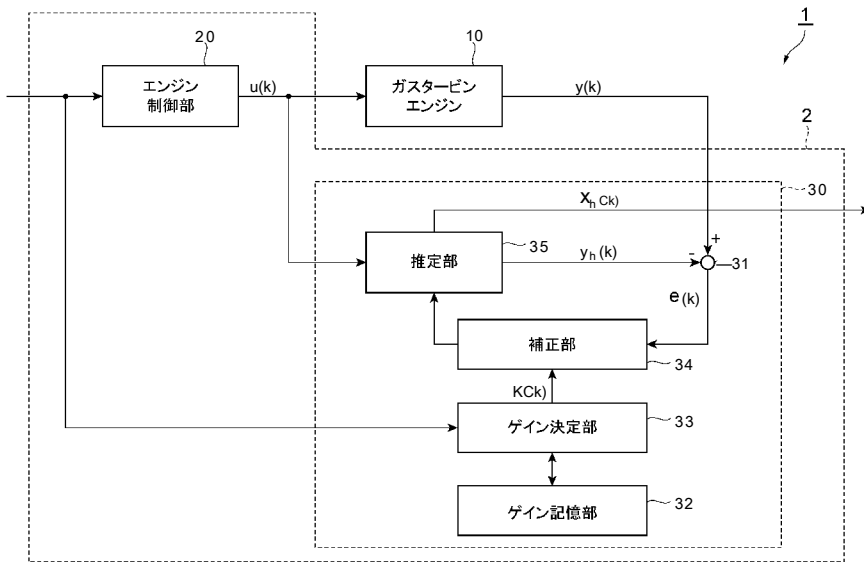 1
20
10
エンジン
制御部
u(k)
ガスタービン
エンジン
y(k)
2
30
xh Ck)
35
推定部
yh(k)
-
+
31
e(k)
補正部
34
KCk)
ゲイン決定部
33
ゲイン記憶部
32